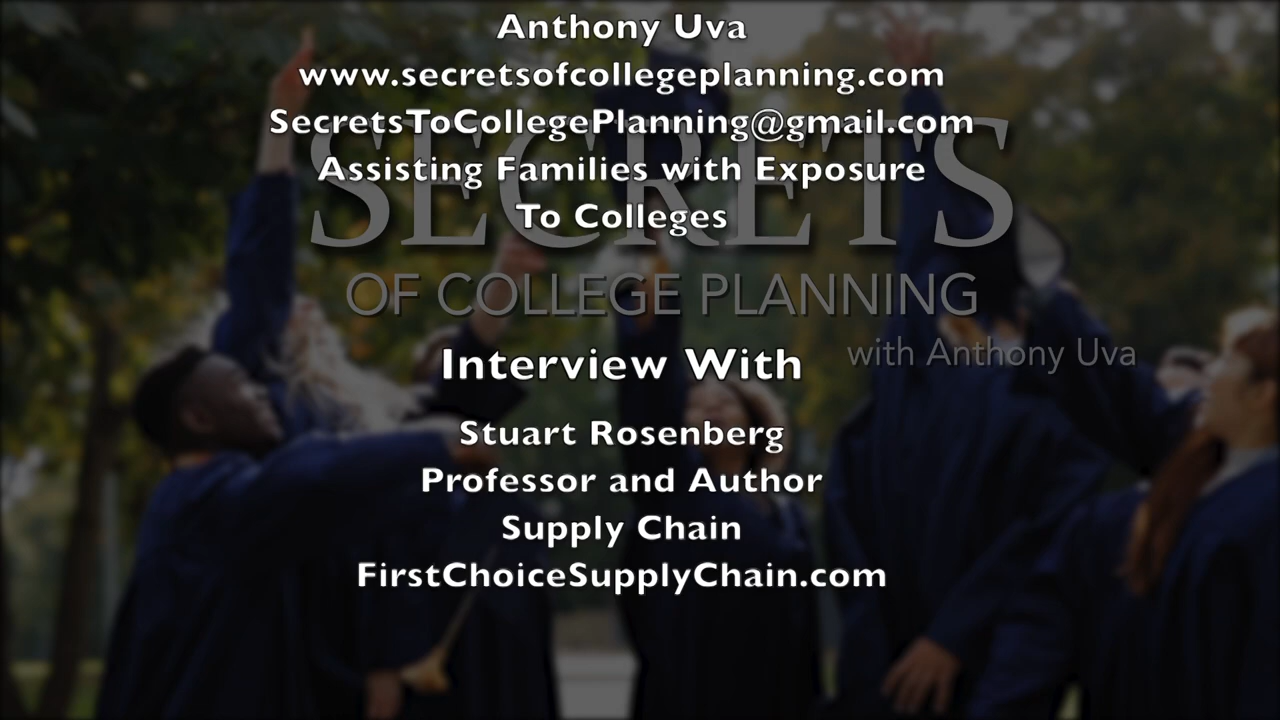 Anthony Uva
www.secretsofcollegeplanning.com
SecretsToCollegePlanning@gmail.com
Assisting Families with Exposure
To Colleges
SECRETS
OF COLLEGE PLANNING
with Anthony Uva
Interview With
Stuart Rosenberg
Professor and Author
Supply Chain
FirstChoiceSupplyChain.com